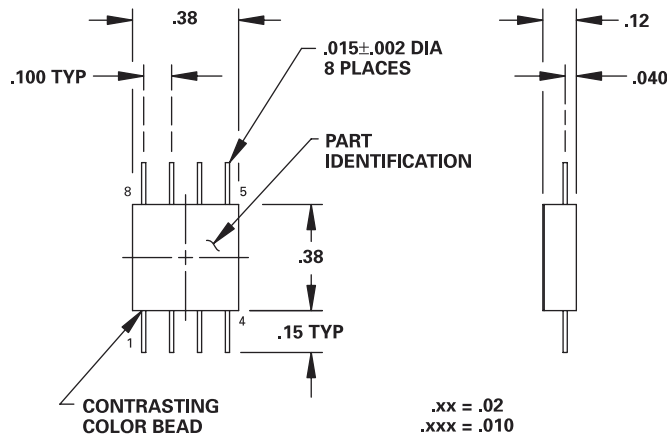 .38
.12
.015±.002 DIA
8 PLACES
.100 TYP
.040
PART
IDENTIFICATION
8
5
.38
1
4
.15 TYP
CONTRASTING
COLOR BEAD
.xx = .02
.xxx = .010